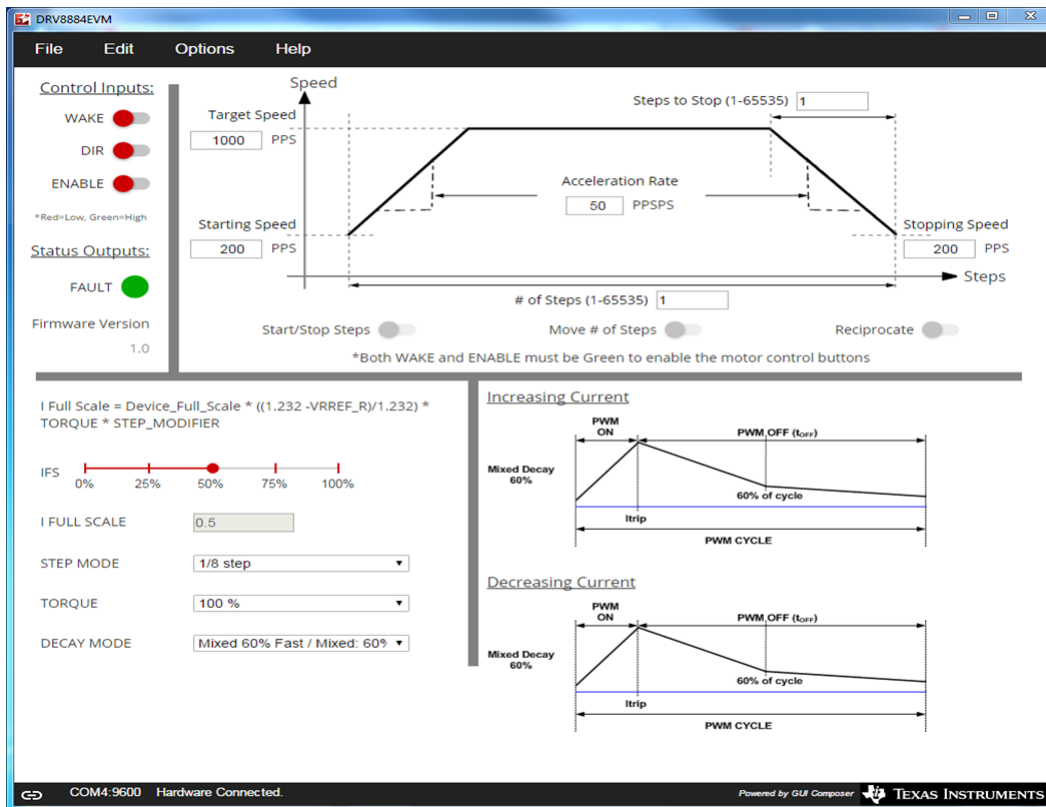 DRV8884EVM
File Edit Options Help
Control Inputs:
WAKE
DIR
ENABLE
*Red=Low, Green=High
Status Outputs:
FAULT
Firmware Version
1.0
Speed
Steps to Stop (1-65535) 1
Target Speed
1000 PPS
Acceleration Rate
50 PPSPS
Starting Speed
200 PPS
Stopping Speed
200 PPS
Steps
# of Steps (1-65535) 1
Start/Stop Steps Move # of Steps Reciprocate
*Both WAKE and ENABLE must be Green to enable the motor control buttons
I Full Scale = Device_Full_Scale * ((1.232 -VRREF_R)/1.232) *
TORQUE * STEP_MODIFIER
IFS
0% 25% 50% 75% 100%
I FULL SCALE 0.5
STEP MODE 1/8 step
TORQUE 100 %
DECAY MODE Mixed 60% Fast / Mixed: 60%
Increasing Current
PWM
ON
PWM OFF (tOFF)
Mixed Decay
60%
60% of cycle
Itrip
PWM CYCLE
Decreasing Current
PWM
ON
PWM OFF (tOFF)
Mixed Decay
60%
60% of cycle
Itrip
PWM CYCLE
COM4:9600 Hardware Connected.
Powered by GUI Composer TEXAS INSTRUMENTS